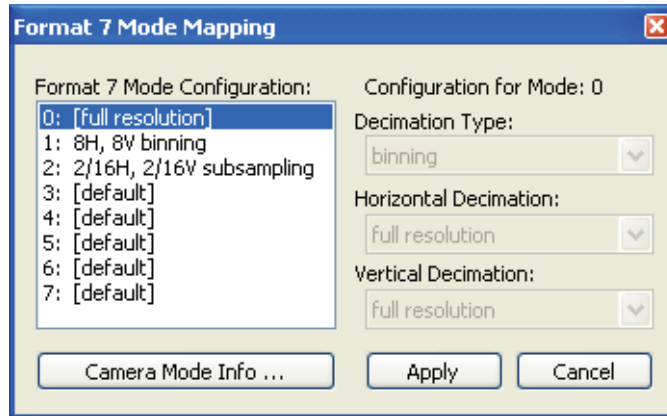 Format 7 Mode Mapping
Format 7 Mode Configuration:
0: [full resolution]
1: 8H, 8V binning
2: 2/16H, 2/16V subsampling
3: [default]
4: [default]
5: [default]
6: [default]
7: [default]
Configuration for Mode: 0
Decimation Type:
binning
Horizontal Decimation:
full resolution
Vertical Decimation:
full resolution
Camera Mode Info ...
Apply
Cancel